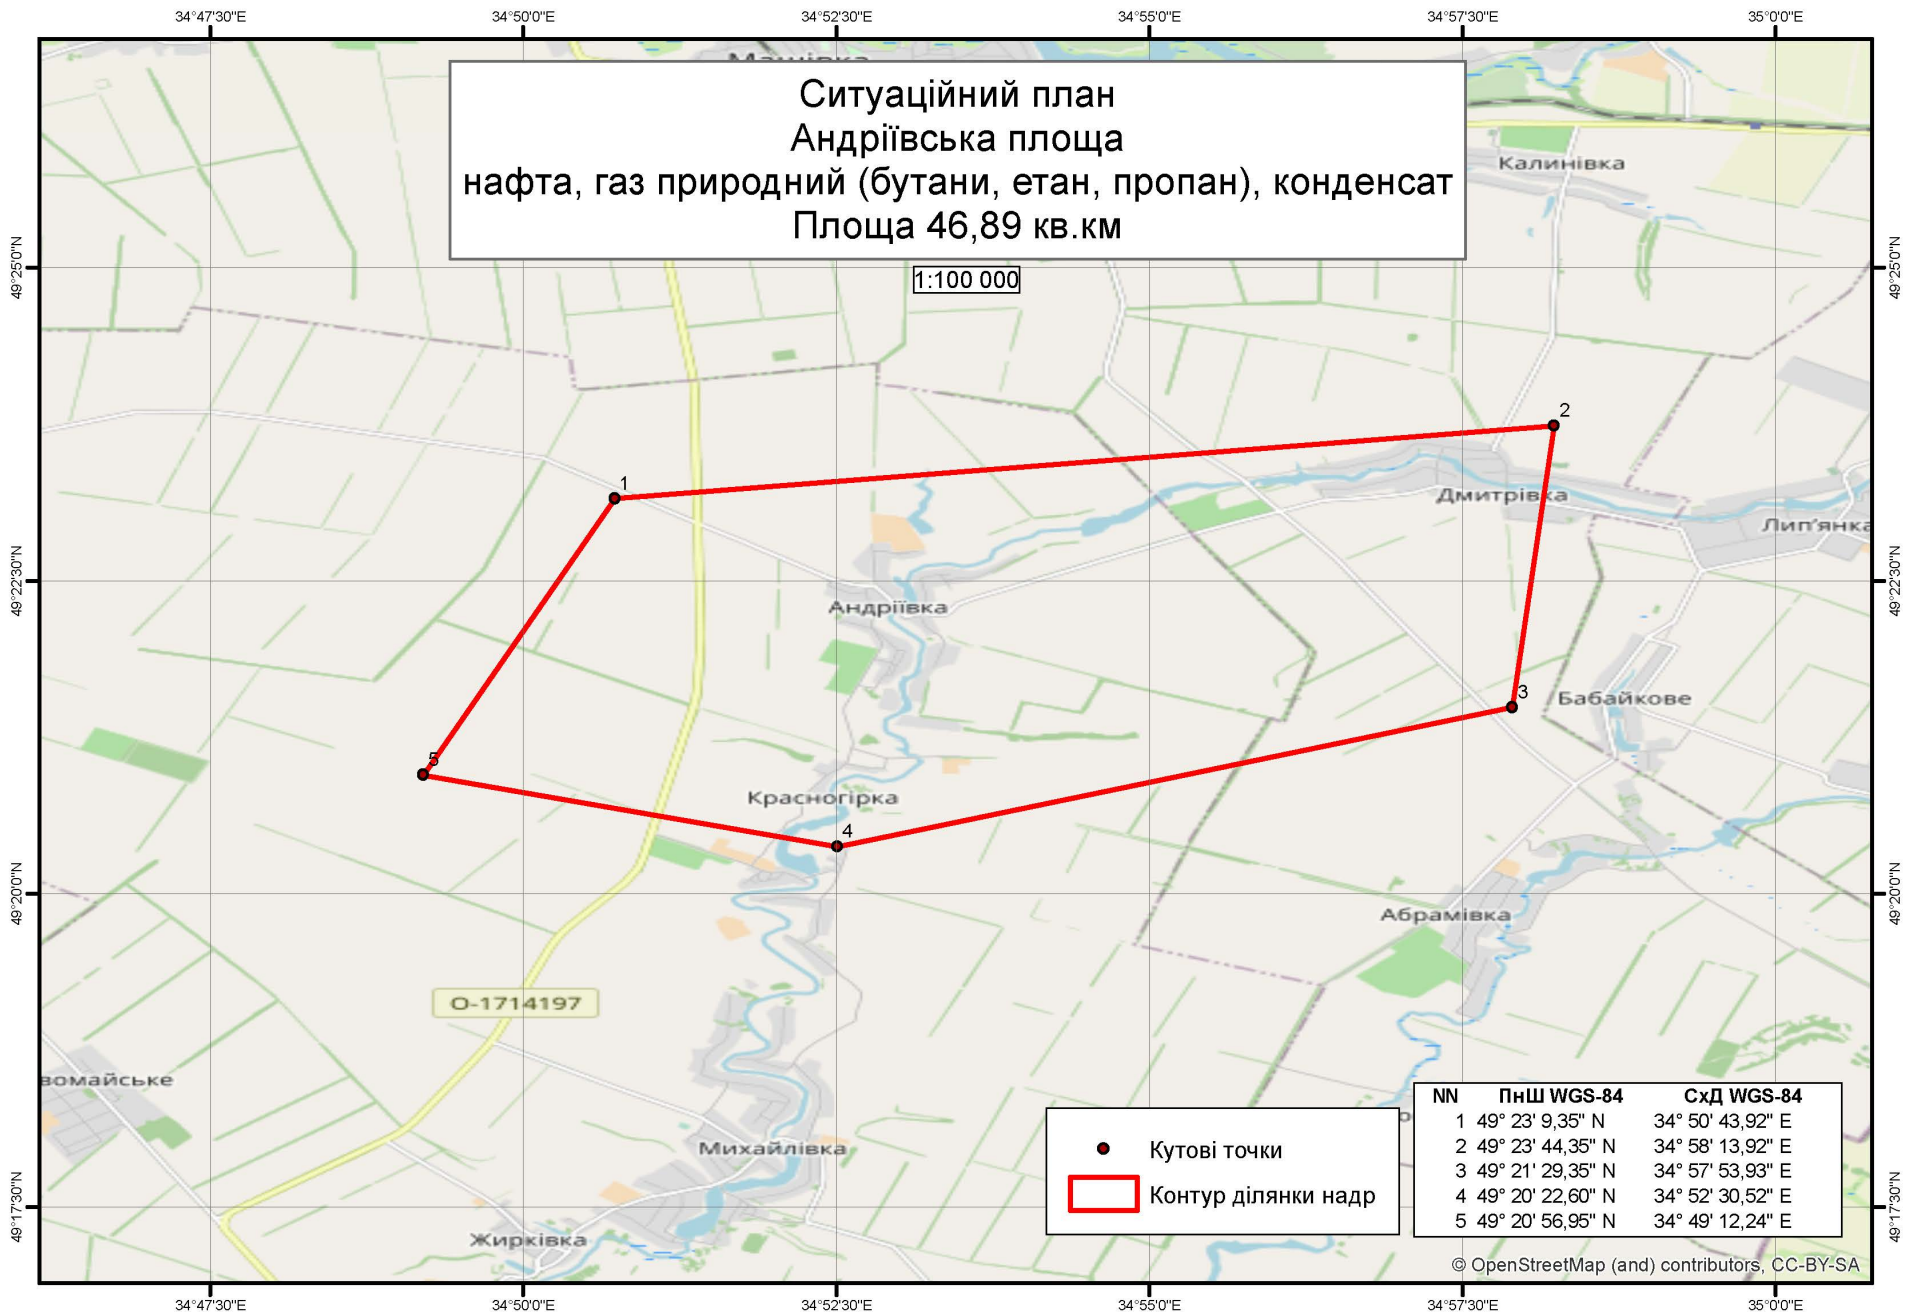 34°47'30"E 34°50'0"E 34°52'30"E 34°55'0"E 34°57'30"E 35°0'0"E
Машівка
Ситуаційний план
Андріївська площа
нафта, газ природний (бутани, етан, пропан), конденсат
Площа 46,89 кв.км
1:100 000
Калинівка
49°25'0"N 49°25'0"N
2
1
Дмитрівка
Лип'янка
49°22'30"N 49°22'30"N
Андріївка
3
Бабайкове
5
Красногірка
4
49°20'0"N 49°20'0"N
Абрамівка
О-1714197
вомайське
Михайлівка
Жирківка
Кутові точки
Контур ділянки надр
NN ПнШ WGS-84 СхД WGS-84
1 49° 23' 9,35" N 34° 50' 43,92" E
2 49° 23' 44,35" N 34° 58' 13,92" E
3 49° 21' 29,35" N 34° 57' 53,93" E
4 49° 20' 22,60" N 34° 52' 30,52" E
5 49° 20' 56,95" N 34° 49' 12,24" E
49°17'30"N 49°17'30"N
© OpenStreetMap (and) contributors, CC-BY-SA
34°47'30"E 34°50'0"E 34°52'30"E 34°55'0"E 34°57'30"E 35°0'0"E